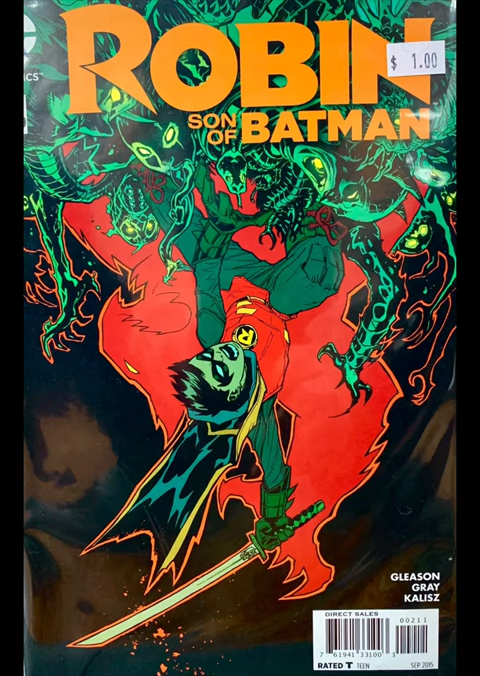 ROBIN
$ 1.00
SON
OF BATMAN
GLEASON
GRAY
KALISZ
DIRECT SALES
00211
7 61941 33100 3
RATED T TEEN SEP 2015